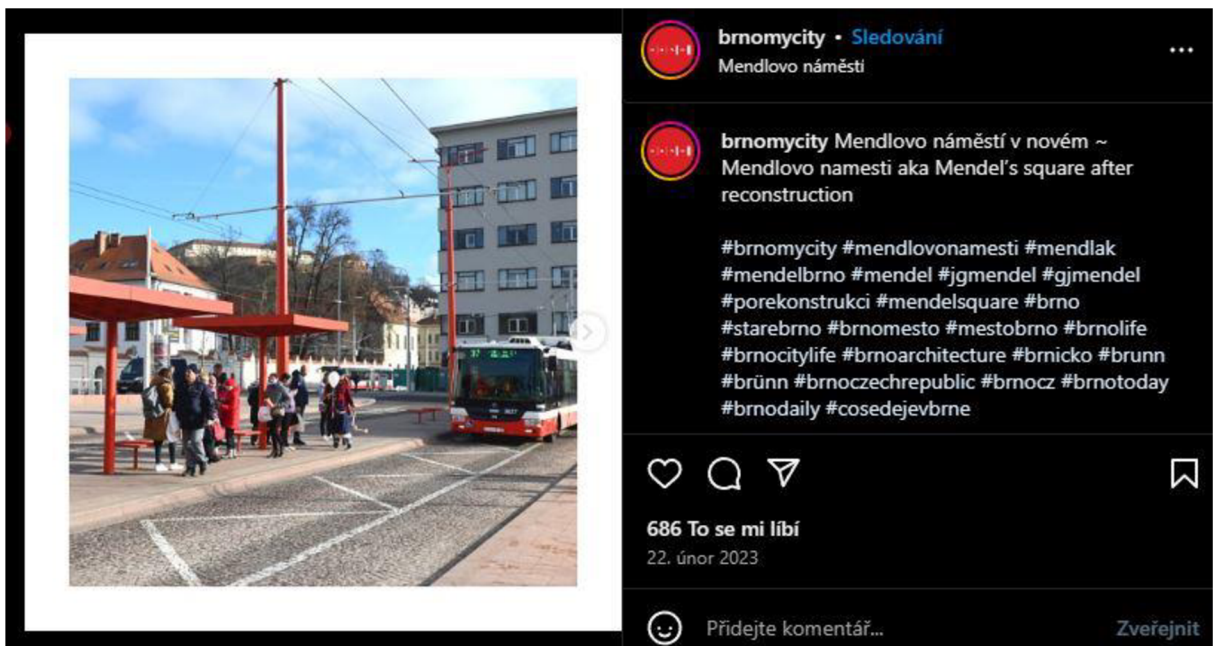 brnomycity • Sledování
Mendlovo náměstí
brnomycity Mendlovo náměstí v novém ~
Mendlovo namesti aka Mendel's square after
reconstruction
#brnomycity #mendlovonamesti #mendlak
#mendelbrno #mendel #jgmendel #gjmendel
#porekonstrukci #mendelsquare #brno
#starebrno #brnomesto #mestobrno #brnolife
#brnocitylife #brnoarchitecture #brnicko #brunn
#brünn #brnoczechrepublic #brnocz #brnotoday
#brnodaily #cosedejevbrne
686 To se mi líbí
22. únor 2023
Přidejte komentář...
Zveřejnit